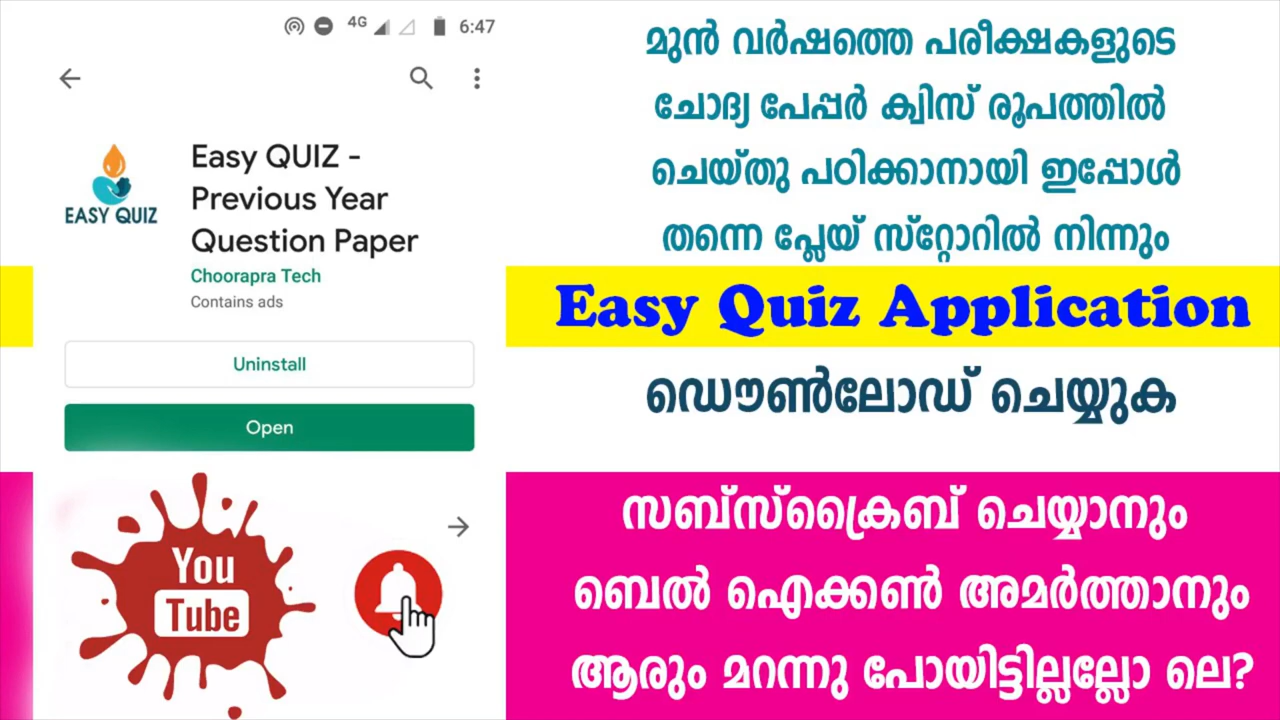 4G 6:47
EASY QUIZ
Easy QUIZ -
Previous Year
Question Paper
Choorapra Tech
Contains ads
Uninstall
Open
You
Tube
മുൻ വർഷത്തെ പരീക്ഷകളുടെ
ചോദ്യ പേപ്പർ ക്വിസ് രൂപത്തിൽ
ചെയ്തു പഠിക്കാനായി ഇപ്പോൾ
തന്നെ പ്ലേയ് സ്റ്റോറിൽ നിന്നും
Easy Quiz Application
ഡൌൺലോഡ് ചെയ്യുക
സബ്സ്ക്രൈബ് ചെയ്യാനും
ബെൽ ഐക്കൺ അമർത്താനും
ആരും മറന്നു പോയിട്ടില്ലല്ലോ ലെ?